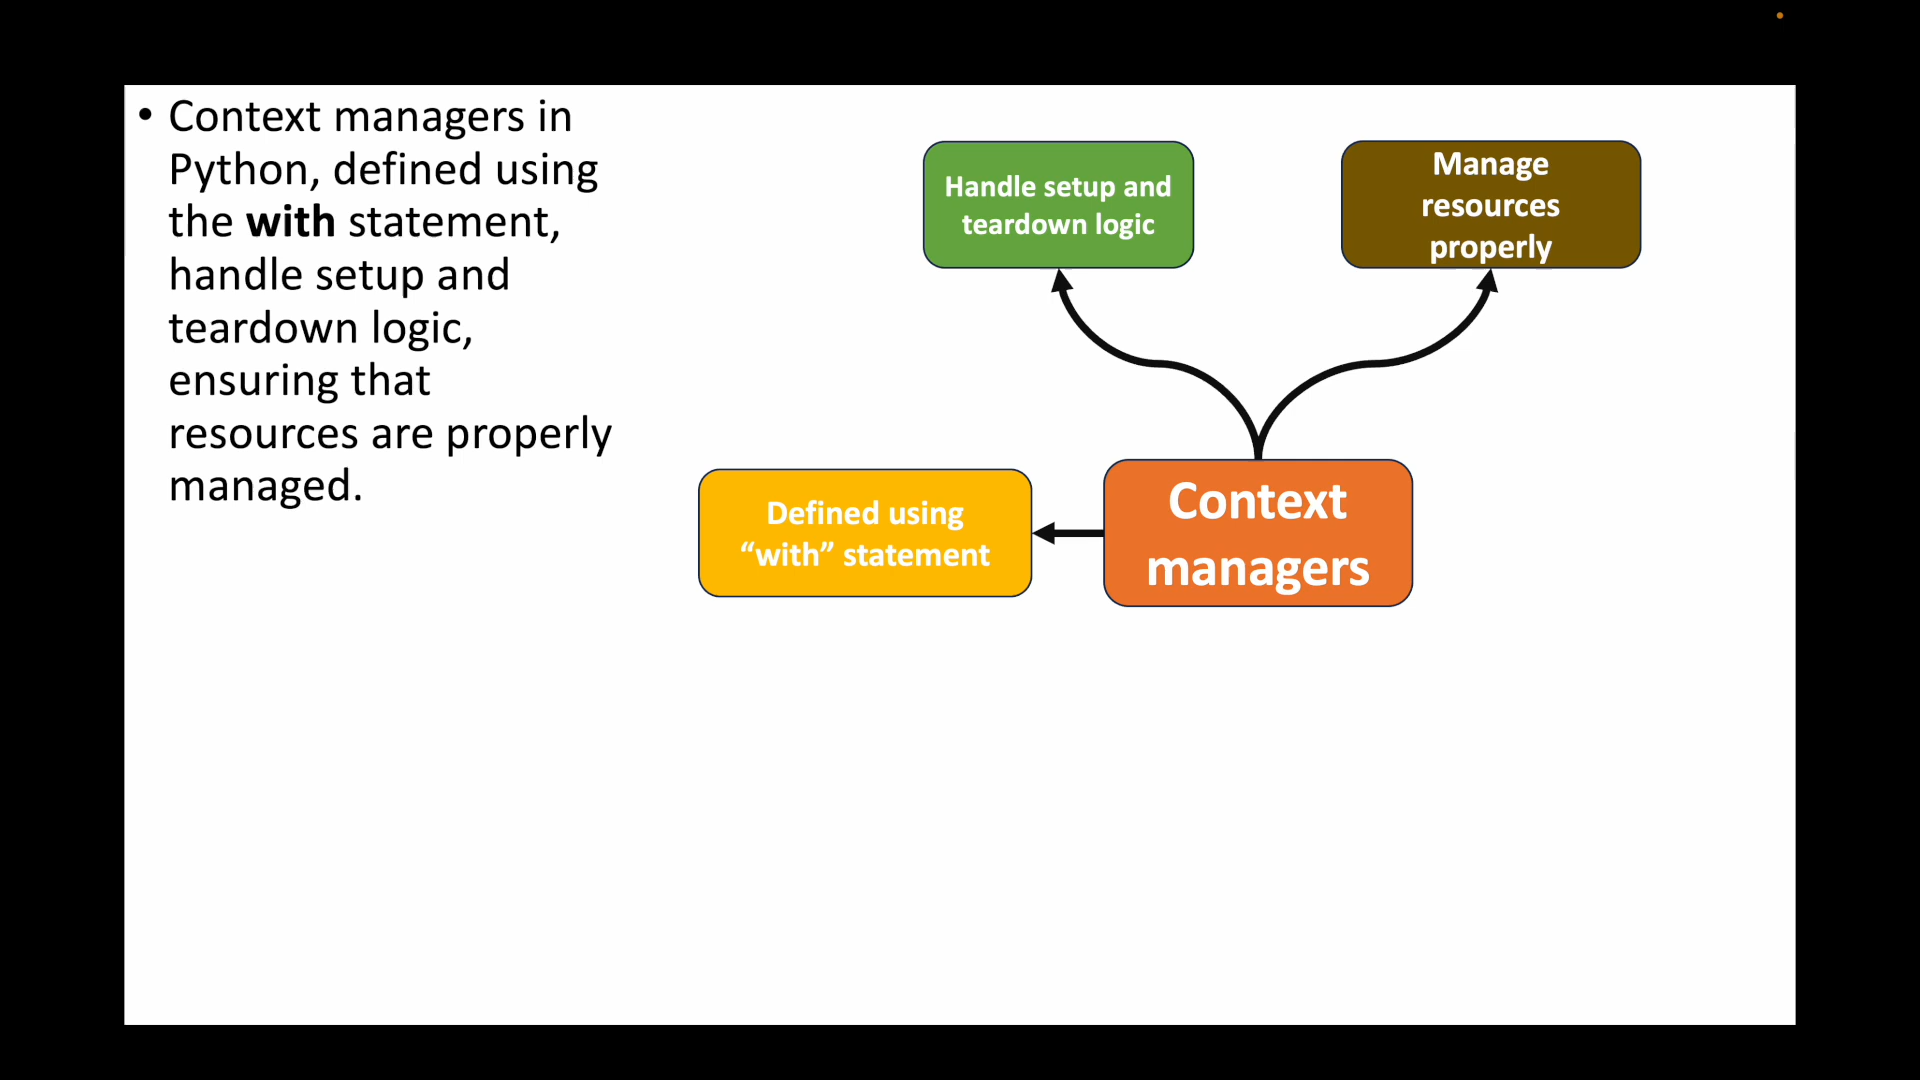 • Context managers in
Python, defined using
the with statement,
handle setup and
teardown logic,
ensuring that
resources are properly
managed.
Handle setup and
teardown logic
Manage
resources
properly
Defined using
“with” statement
Context
managers